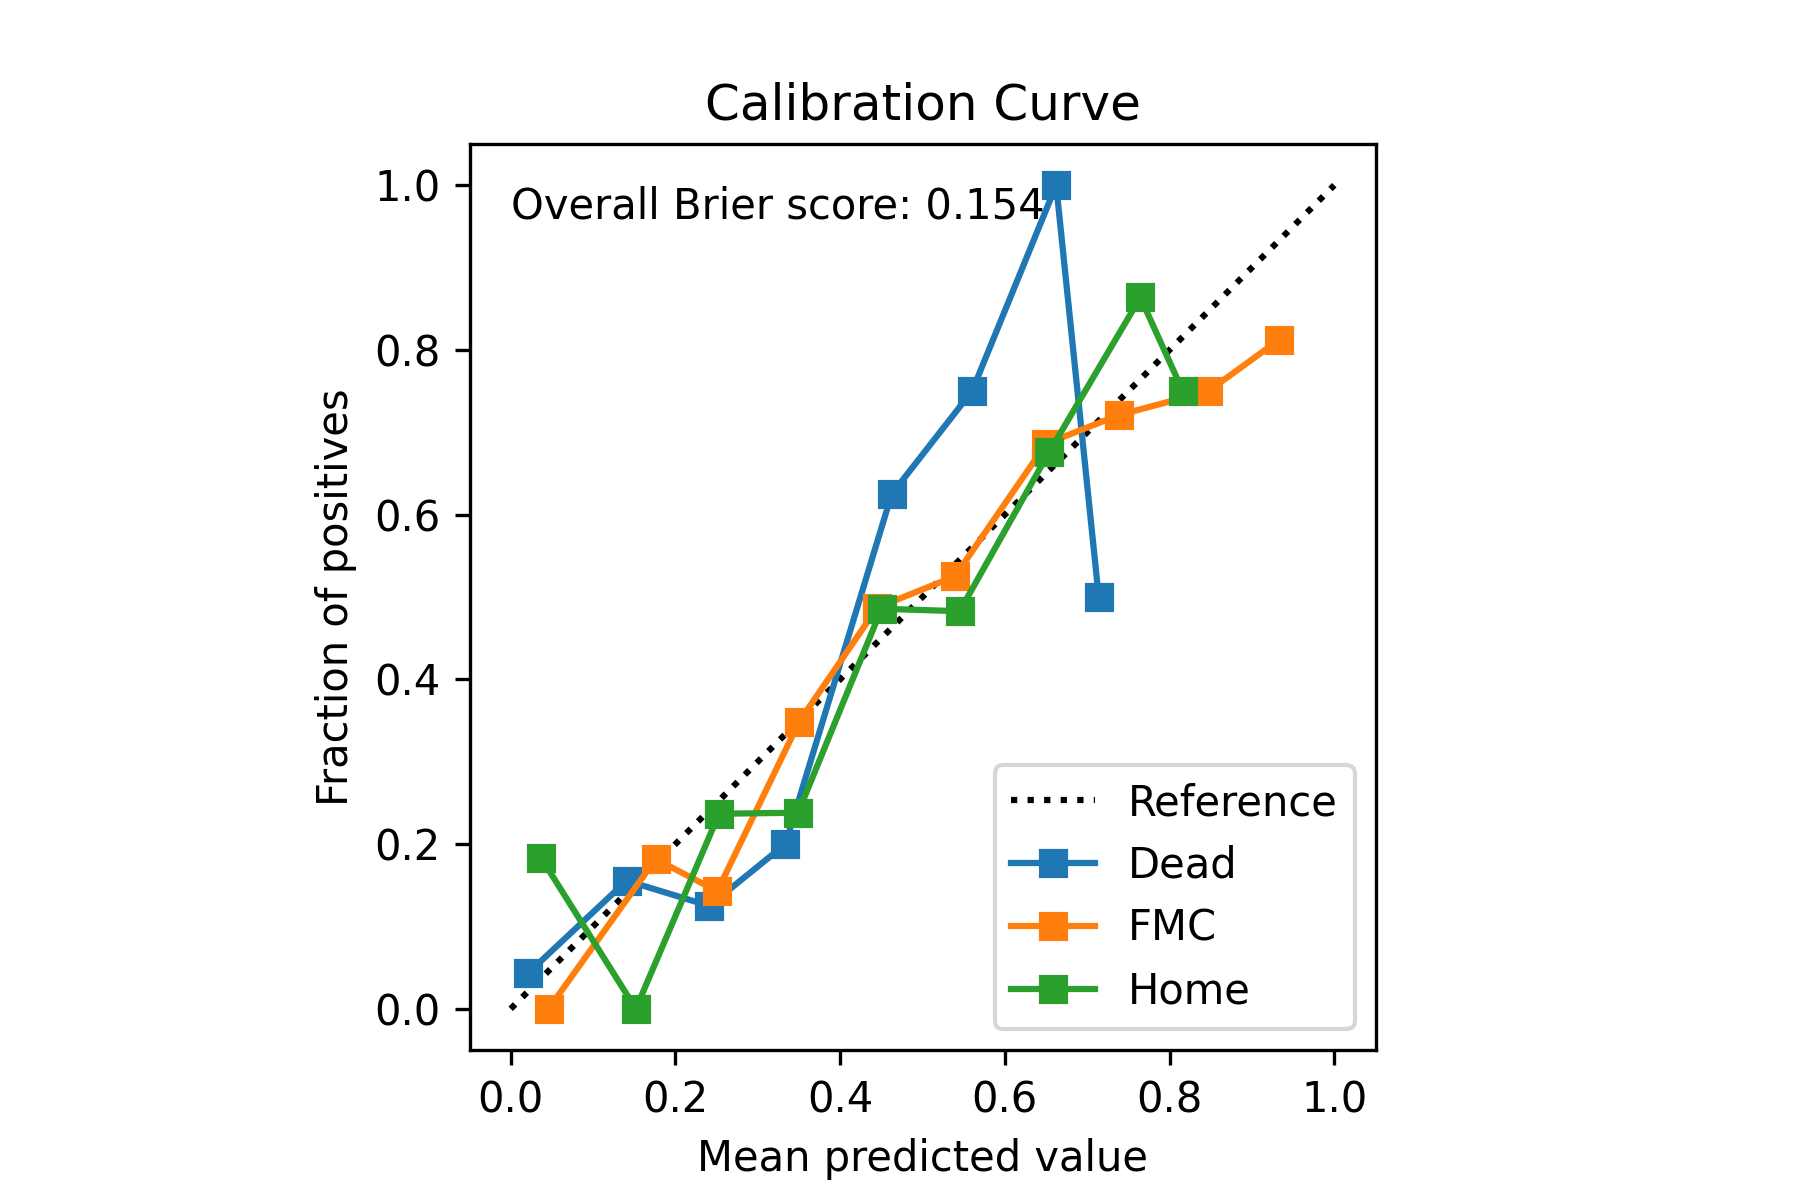 Calibration Curve
Overall Brier score: 0.154
1.0
0.8
0.6
0.4
0.2
0.0
Fraction of positives
Reference
Dead
FMC
Home
0.0 0.2 0.4 0.6 0.8 1.0
Mean predicted value